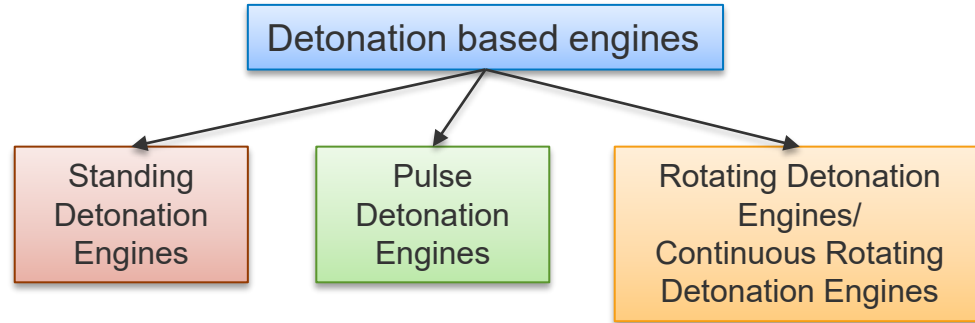 Detonation based engines
Standing
Detonation
Engines
Pulse
Detonation
Engines
Rotating Detonation
Engines/
Continuous Rotating
Detonation Engines